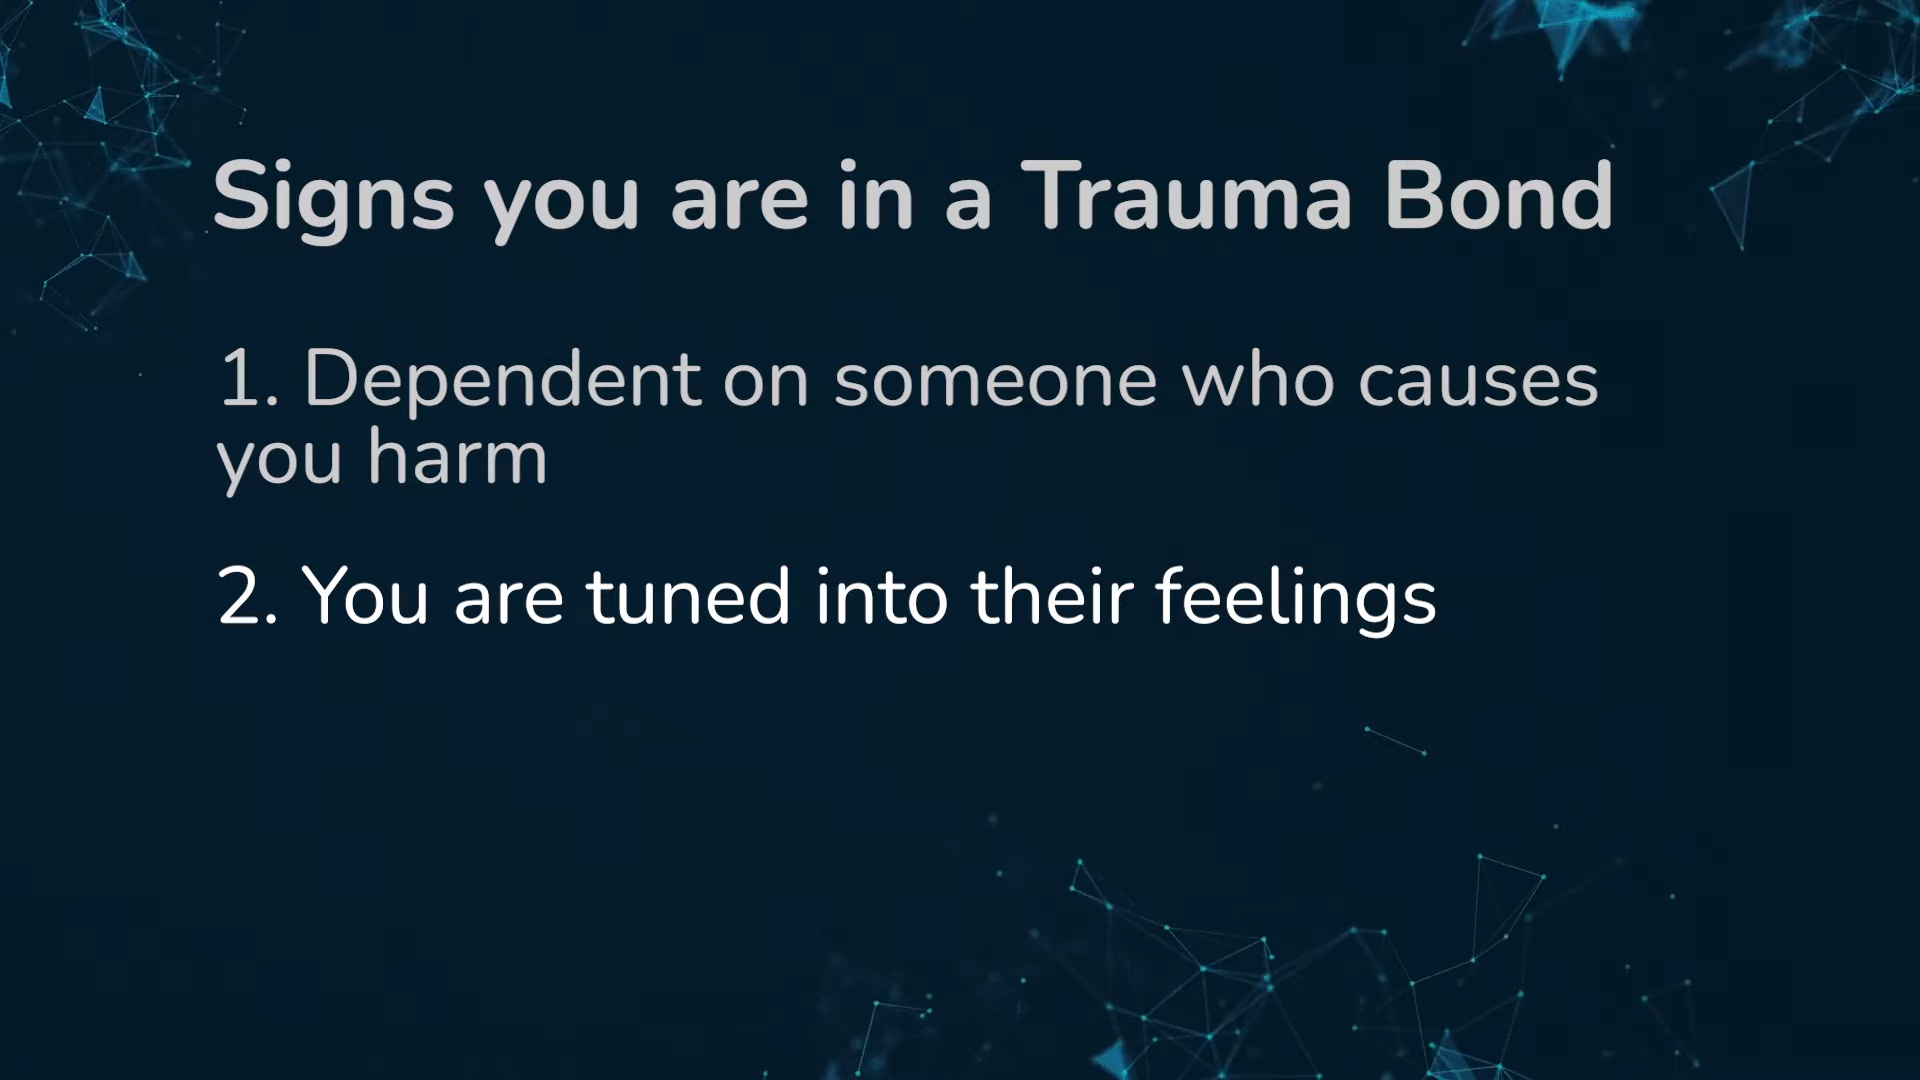 Signs you are in a Trauma Bond
1. Dependent on someone who causes
you harm
2. You are tuned into their feelings